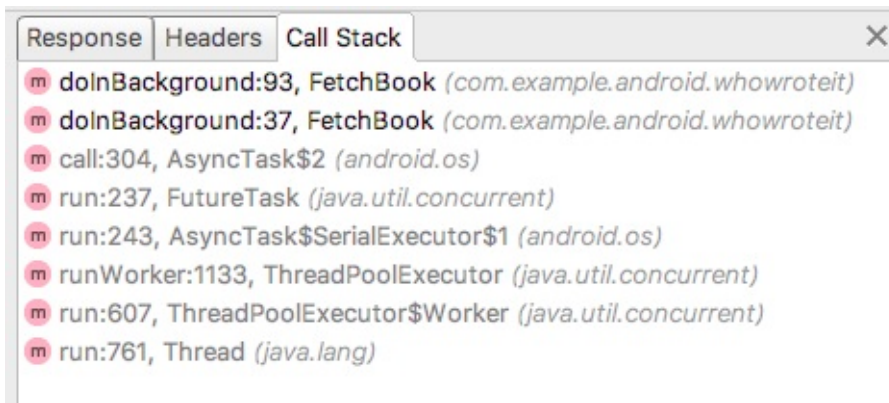 Response Headers Call Stack
m doInBackground:93, FetchBook (com.example.android.whowroteit)
m doInBackground:37, FetchBook (com.example.android.whowroteit)
m call:304, AsyncTask$2 (android.os)
m run:237, FutureTask (java.util.concurrent)
m run:243, AsyncTask$SerialExecutor$1 (android.os)
m runWorker:1133, ThreadPoolExecutor (java.util.concurrent)
m run:607, ThreadPoolExecutor$Worker (java.util.concurrent)
m run:761, Thread (java.lang)